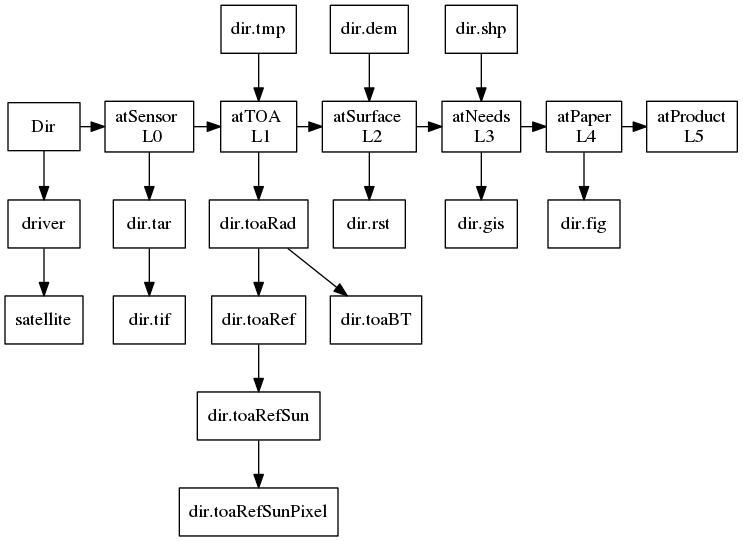 dir.tmp
dir.dem
dir.shp
Dir
atSensor
L0
atTOA
L1
atSurface
L2
atNeeds
L3
atPaper
L4
atProduct
L5
driver
dir.tar
dir.toaRad
dir.rst
dir.gis
dir.fig
satellite
dir.tif
dir.toaRef
dir.toaBT
dir.toaRefSun
dir.toaRefSunPixel